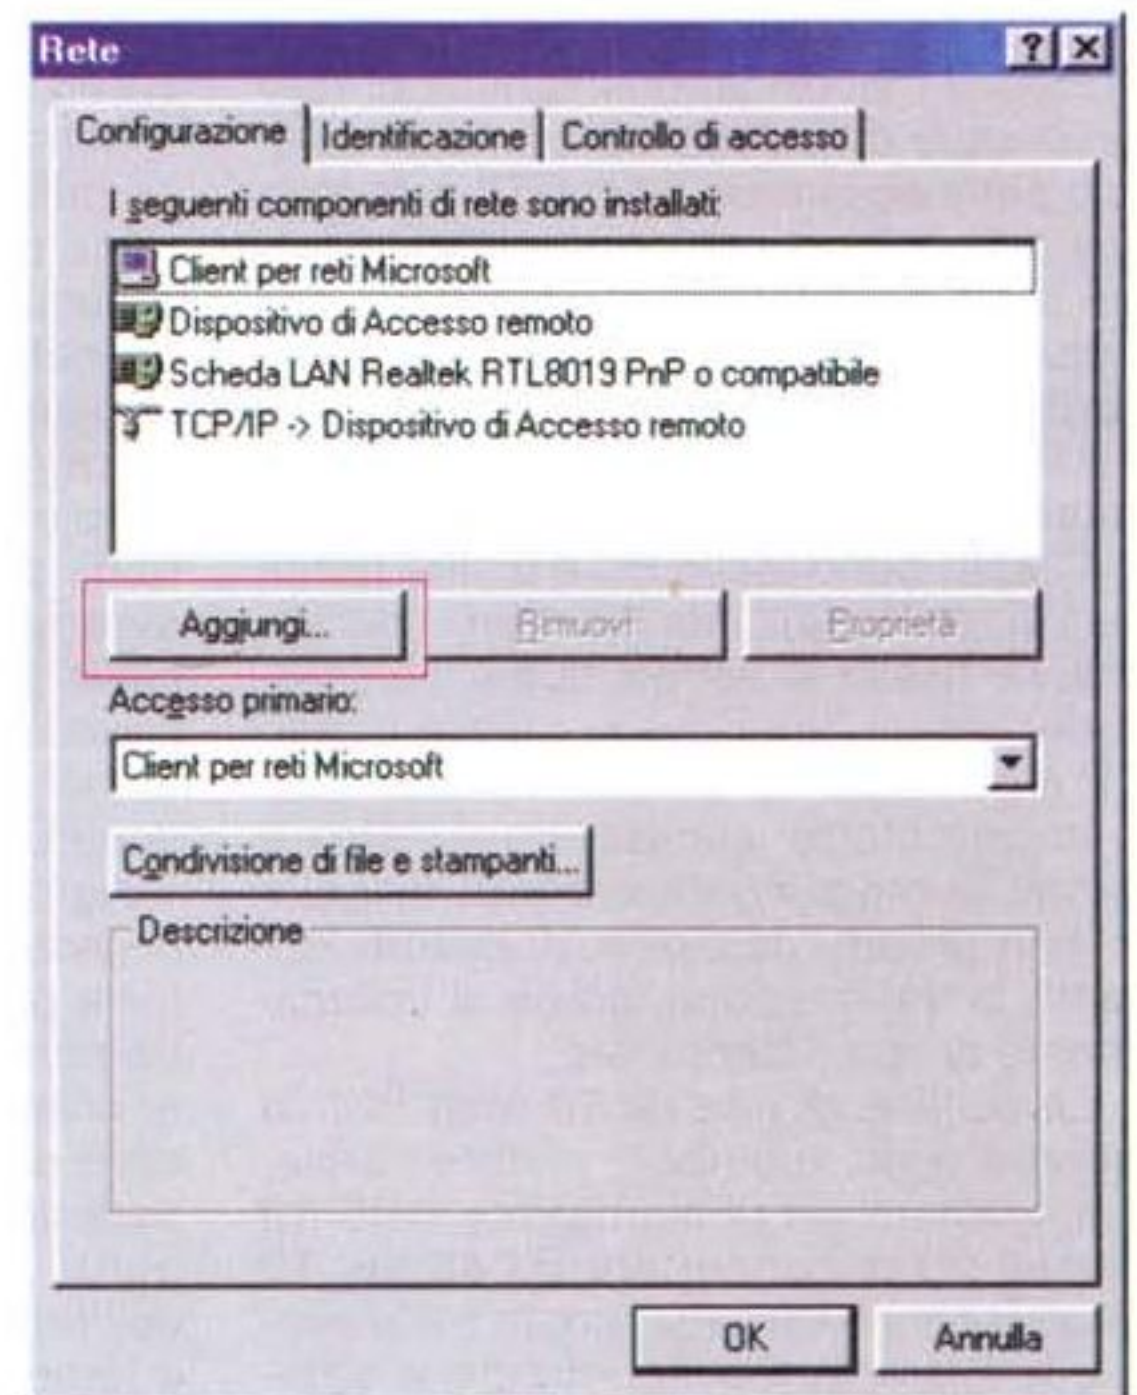 Rete
Configurazione Identificazione Controllo di accesso
I seguenti componenti di rete sono installati:
Client per reti Microsoft
Dispositivo di Accesso remoto
Scheda LAN Realtek RTL8019 PnP o compatibile
TCP/IP -> Dispositivo di Accesso remoto
Aggiungi... Rimuovi Proprietà
Accesso primario:
Client per reti Microsoft
Condivisione di file e stampanti...
Descrizione
OK Annulla